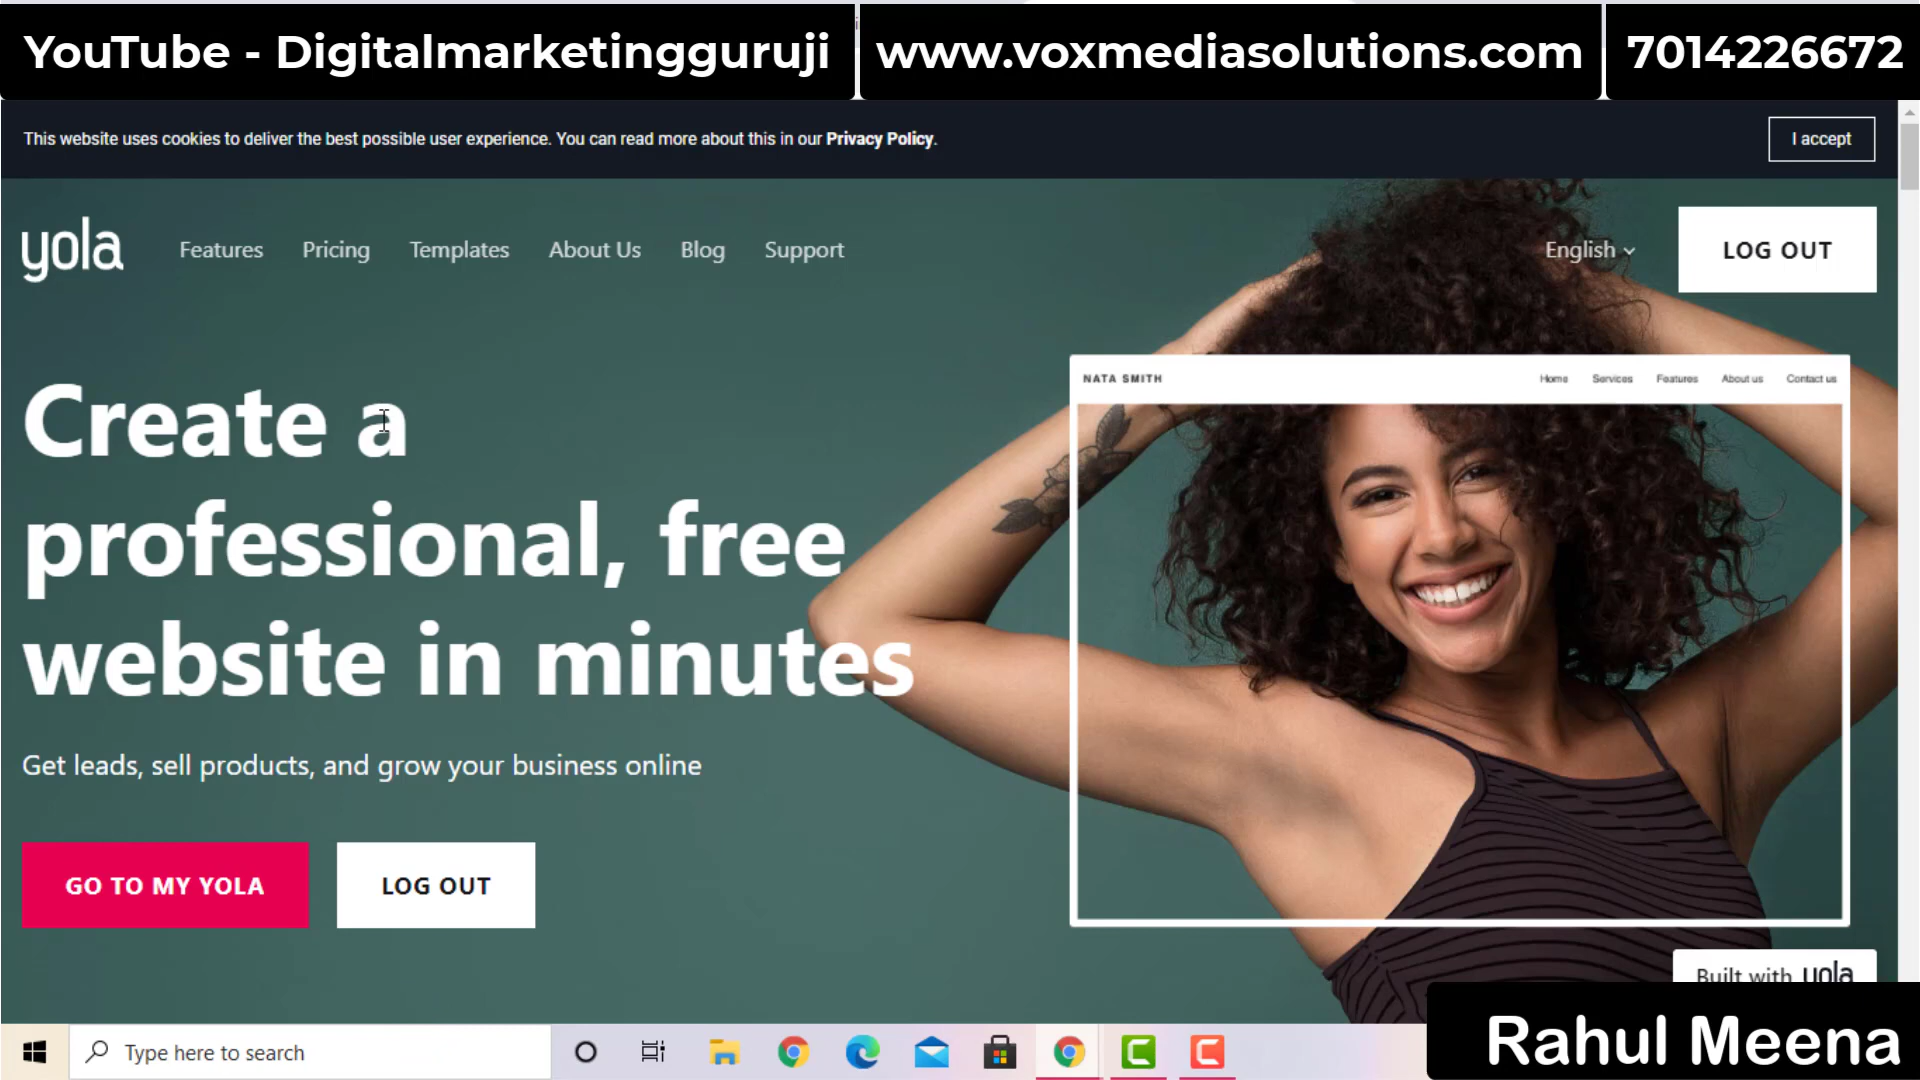 YouTube - Digitalmarketingguruji
www.voxmediasolutions.com
7014226672
This website uses cookies to deliver the best possible user experience. You can read more about this in our Privacy Policy.
I accept
yola
Features
Pricing
Templates
About Us
Blog
Support
English
LOG OUT
NATA SMITH
Home
Services
Features
About us
Contact us
Create a
professional, free
website in minutes
Get leads, sell products, and grow your business online
GO TO MY YOLA
LOG OUT
Built with yola
Type here to search
Rahul Meena